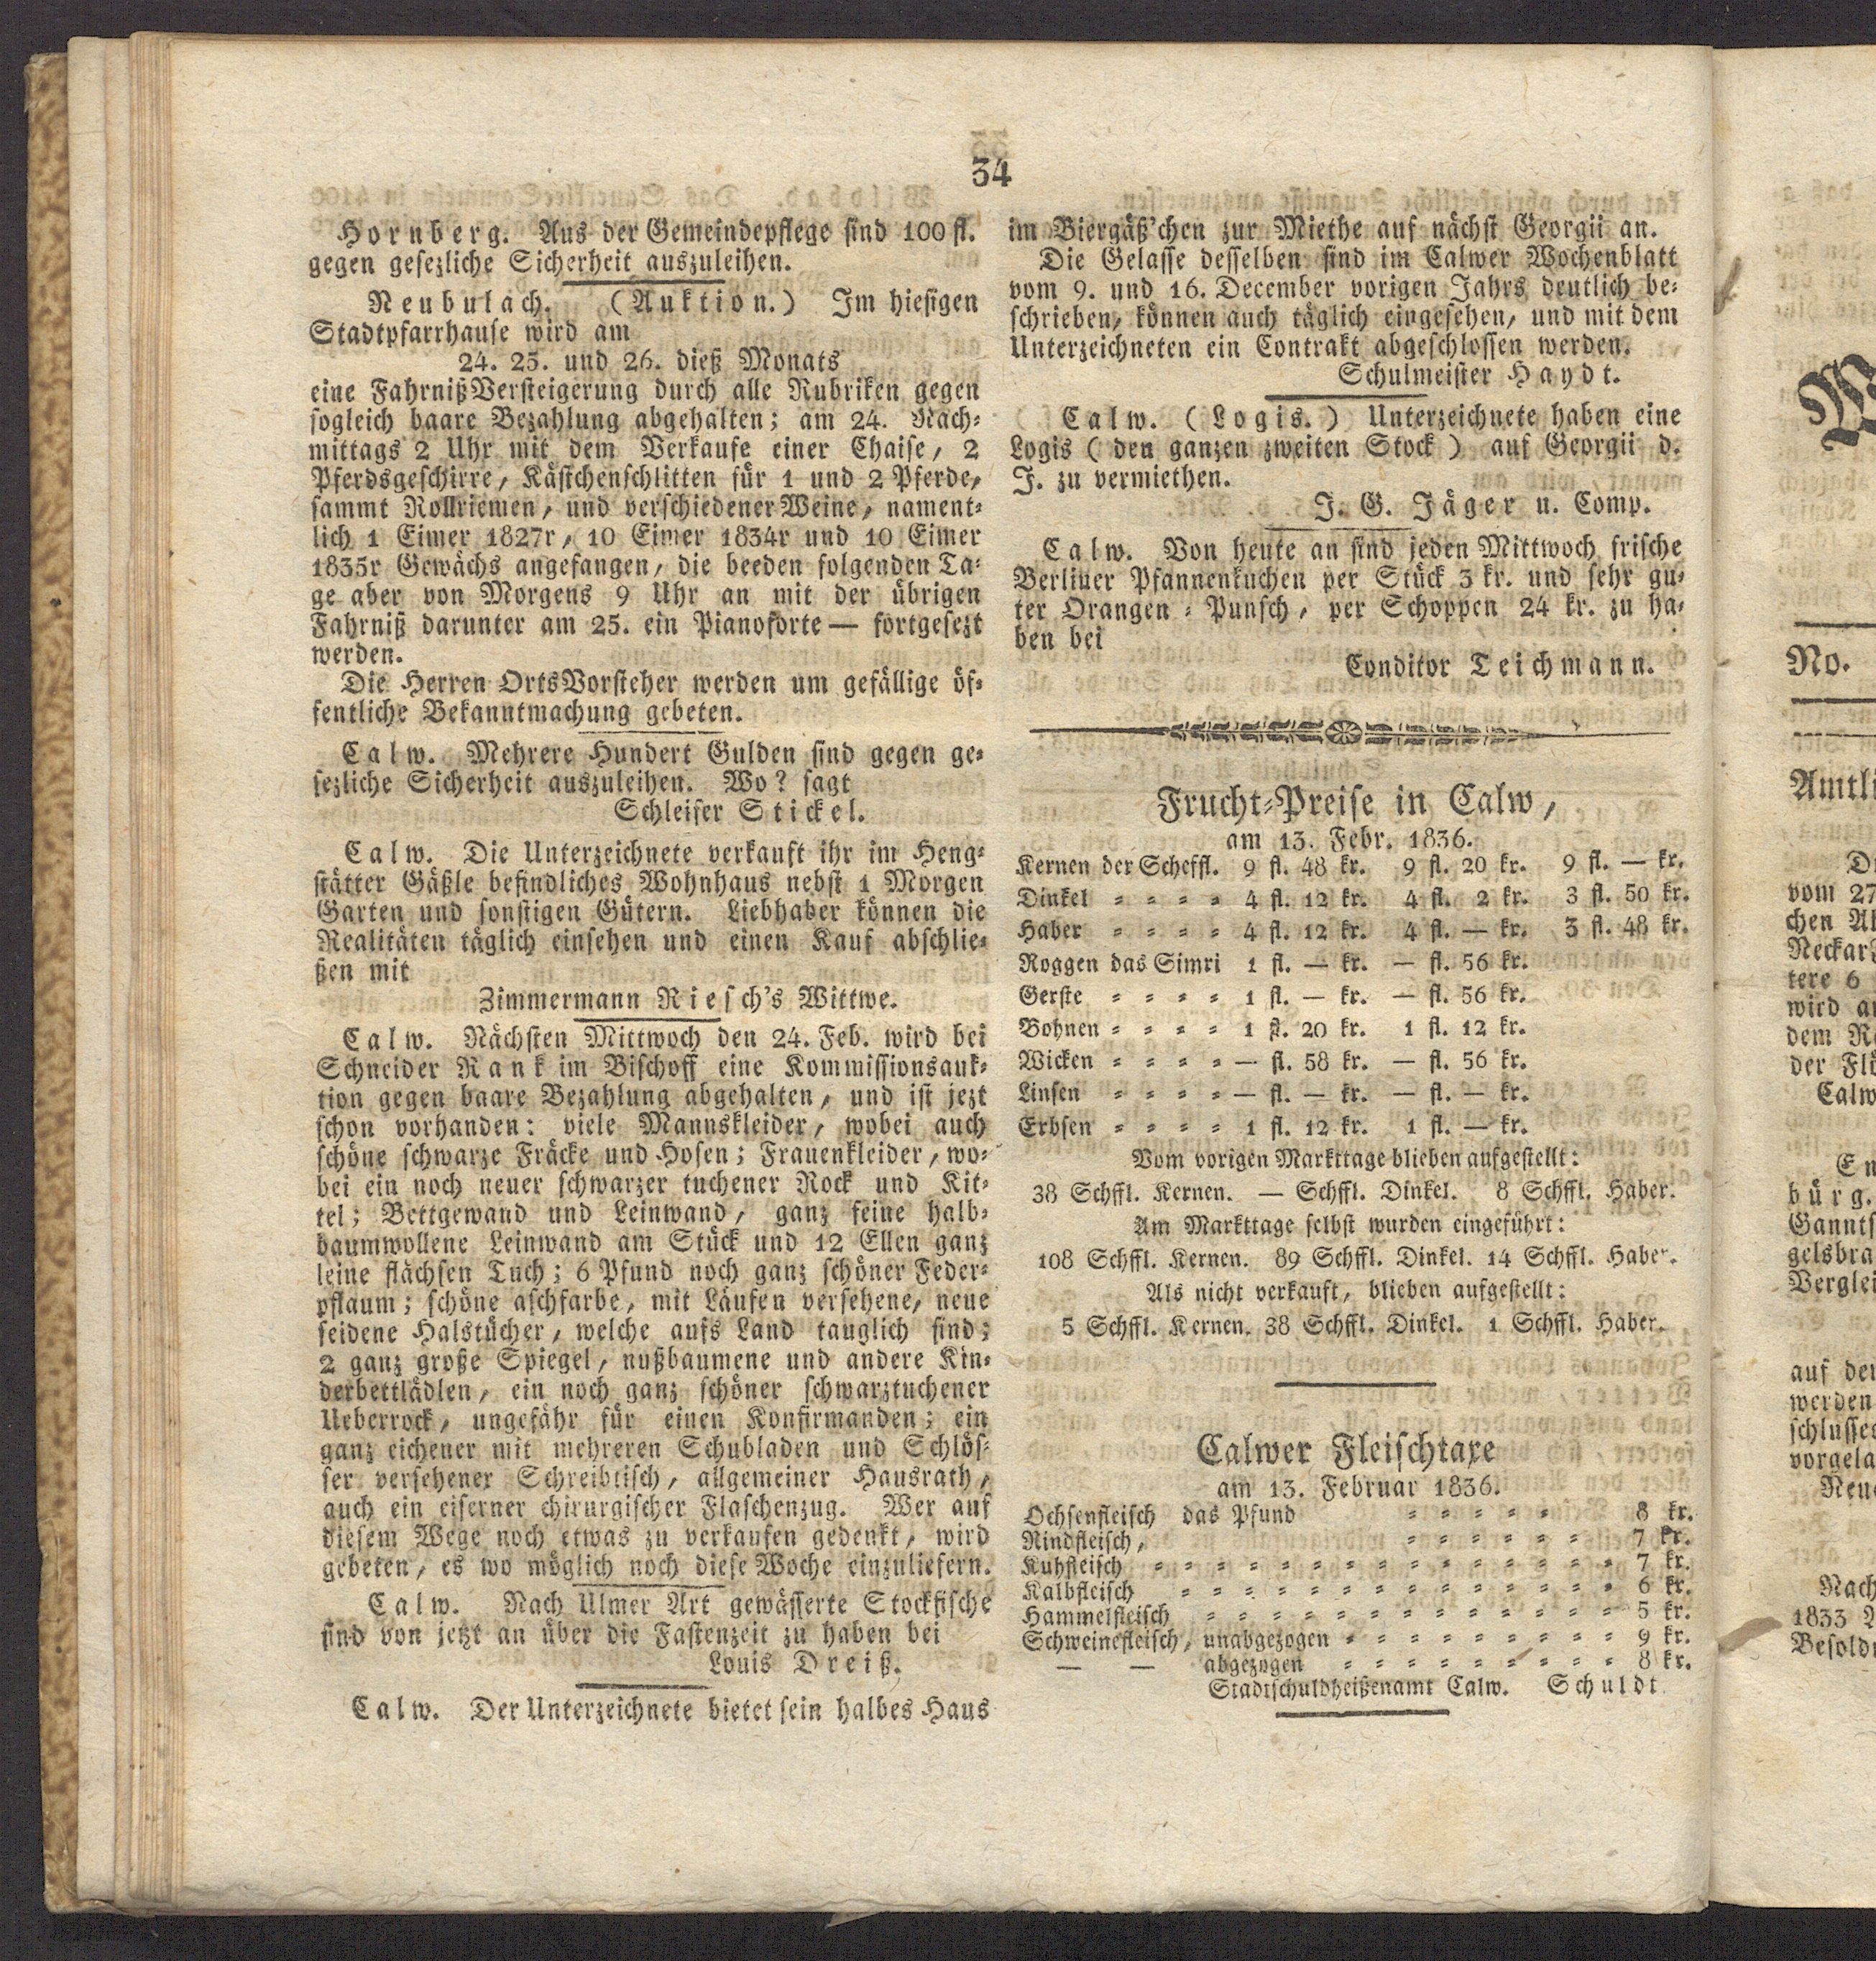 34
Hornberg. Aus der Gemeindepflege sind 100 fl.
gegen gesezliche Sicherheit auszuleihen.
Neubulach. (Auktion.) Im hiesigen
Stadtpfarrhause wird am
24. 25. und 26. dieß Monats
eine FahrnißVersteigerung durch alle Rubriken gegen
sogleich baare Bezahlung abgehalten; am 24. Nach-
mittags 2 Uhr mit dem Verkaufe einer Chaise, 2
Pferdsgeschirre, Kästchenschlitten für 1 und 2 Pferde,
sammt Rollriemen, und verschiedener Weine, nament-
lich 1 Eimer 1827r, 10 Eimer 1834r und 10 Eimer
1835r Gewächs angefangen, die beeden folgenden Ta-
ge aber von Morgens 9 Uhr an mit der übrigen
Fahrniß darunter am 25. ein Pianoforte — fortgesezt
werden.
Die Herren OrtsVorsteher werden um gefällige öf-
fentliche Bekanntmachung gebeten.
Calw. Mehrere Hundert Gulden sind gegen ge-
sezliche Sicherheit auszuleihen. Wo? sagt
Schleifer Stickel.
Calw. Die Unterzeichnete verkauft ihr im Heng-
stätter Gäßle befindliches Wohnhaus nebst 1 Morgen
Garten und sonstigen Gütern. Liebhaber können die
Realitäten täglich einsehen und einen Kauf abschlie-
ßen mit
Zimmermann Riesch's Wittwe.
Calw. Nächsten Mittwoch den 24. Feb. wird bei
Schneider Rank im Bischoff eine Kommissionsauk-
tion gegen baare Bezahlung abgehalten, und ist jezt
schon vorhanden: viele Mannskleider, wobei auch
schöne schwarze Fräcke und Hosen; Frauenkleider, wo-
bei ein noch neuer schwarzer tuchener Rock und Kit-
tel; Bettgewand und Leinwand, ganz feine halb-
baumwollene Leinwand am Stück und 12 Ellen ganz
leine flächsen Tuch; 6 Pfund noch ganz schöner Feder-
pflaum; schöne aschfarbe, mit Läufen versehene, neue
seidene Halstücher, welche aufs Land tauglich sind;
2 ganz große Spiegel, nußbaumene und andere Kin-
derbettlädlen, ein noch ganz schöner schwarztuchener
Ueberrock, ungefähr für einen Konfirmanden; ein
ganz eichener mit mehreren Schubladen und Schlös-
ser versehener Schreibtisch, allgemeiner Hausrath,
auch ein eiserner chirurgischer Flaschenzug. Wer auf
diesem Wege noch etwas zu verkaufen gedenkt, wird
gebeten, es wo möglich noch diese Woche einzuliefern.
Calw. Nach Ulmer Art gewässerte Stockfische
sind von jetzt an über die Fastenzeit zu haben bei
Louis Dreiß.
Calw. Der Unterzeichnete bietet sein halbes Haus
im Biergäß'chen zur Miethe auf nächst Georgii an.
Die Gelasse desselben sind im Calwer Wochenblatt
vom 9. und 16. December vorigen Jahrs deutlich be-
schrieben, können auch täglich eingesehen, und mit dem
Unterzeichneten ein Contrakt abgeschlossen werden.
Schulmeister Haydt.
Calw. (Logis.) Unterzeichnete haben eine
Logis (den ganzen zweiten Stock) auf Georgii d.
J. zu vermiethen.
J. G. Jäger u. Comp.
Calw. Von heute an sind jeden Mittwoch frische
Berliner Pfannenkuchen per Stück 3 kr. und sehr gu-
ter Orangen-Punsch, per Schoppen 24 kr. zu ha-
ben bei
Conditor Teichmann.
Frucht-Preise in Calw,
am 13. Febr. 1836.
Kernen der Scheffl. 9 fl. 48 kr. 9 fl. 20 kr. 9 fl. — kr.
Dinkel - - - - 4 fl. 12 kr. 4 fl. 2 kr. 3 fl. 50 kr.
Haber - - - - 4 fl. 12 kr. 4 fl. — kr. 3 fl. 48 kr.
Roggen das Simri 1 fl. — kr. — fl. 56 kr.
Gerste - - - - 1 fl. — kr. — fl. 56 kr.
Bohnen - - - - 1 fl. 20 kr. 1 fl. 12 kr.
Wicken - - - - — fl. 58 kr. — fl. 56 kr.
Linsen - - - - — fl. — kr. — fl. — kr.
Erbsen - - - - 1 fl. 12 kr. 1 fl. — kr.
Vom vorigen Markttage blieben aufgestellt:
38 Schffl. Kernen. — Schffl. Dinkel. 8 Schffl. Haber.
Am Markttage selbst wurden eingeführt:
108 Schffl. Kernen. 89 Schffl. Dinkel. 14 Schffl. Haber.
Als nicht verkauft, blieben aufgestellt:
5 Schffl. Kernen. 38 Schffl. Dinkel. 1 Schffl. Haber.
Calwer Fleischtaxe
am 13. Februar 1836.
Ochsenfleisch das Pfund - - - - - 8 kr.
Rindfleisch, - - - - - - 7 kr.
Kuhfleisch - - - - - - - - - - - - - - - 7 kr.
Kalbfleisch - - - - - - - - - - - - - - 6 kr.
Hammelfleisch - - - - - - - - - - - - - 5 kr.
Schweinefleisch, unabgezogen - - - - - - - - - 9 kr.
— — abgezogen - - - - - - - - - 8 kr.
Stadtschuldheißenamt Calw. Schuldt
No.
Amtli
vom 27
chen Al
tere 6
wird a
dem
der Flö
Calw
bürg.
Gannts
gelsbra
Verglei
auf de
werden
vorgela
Neu
Nach
1833
Besold